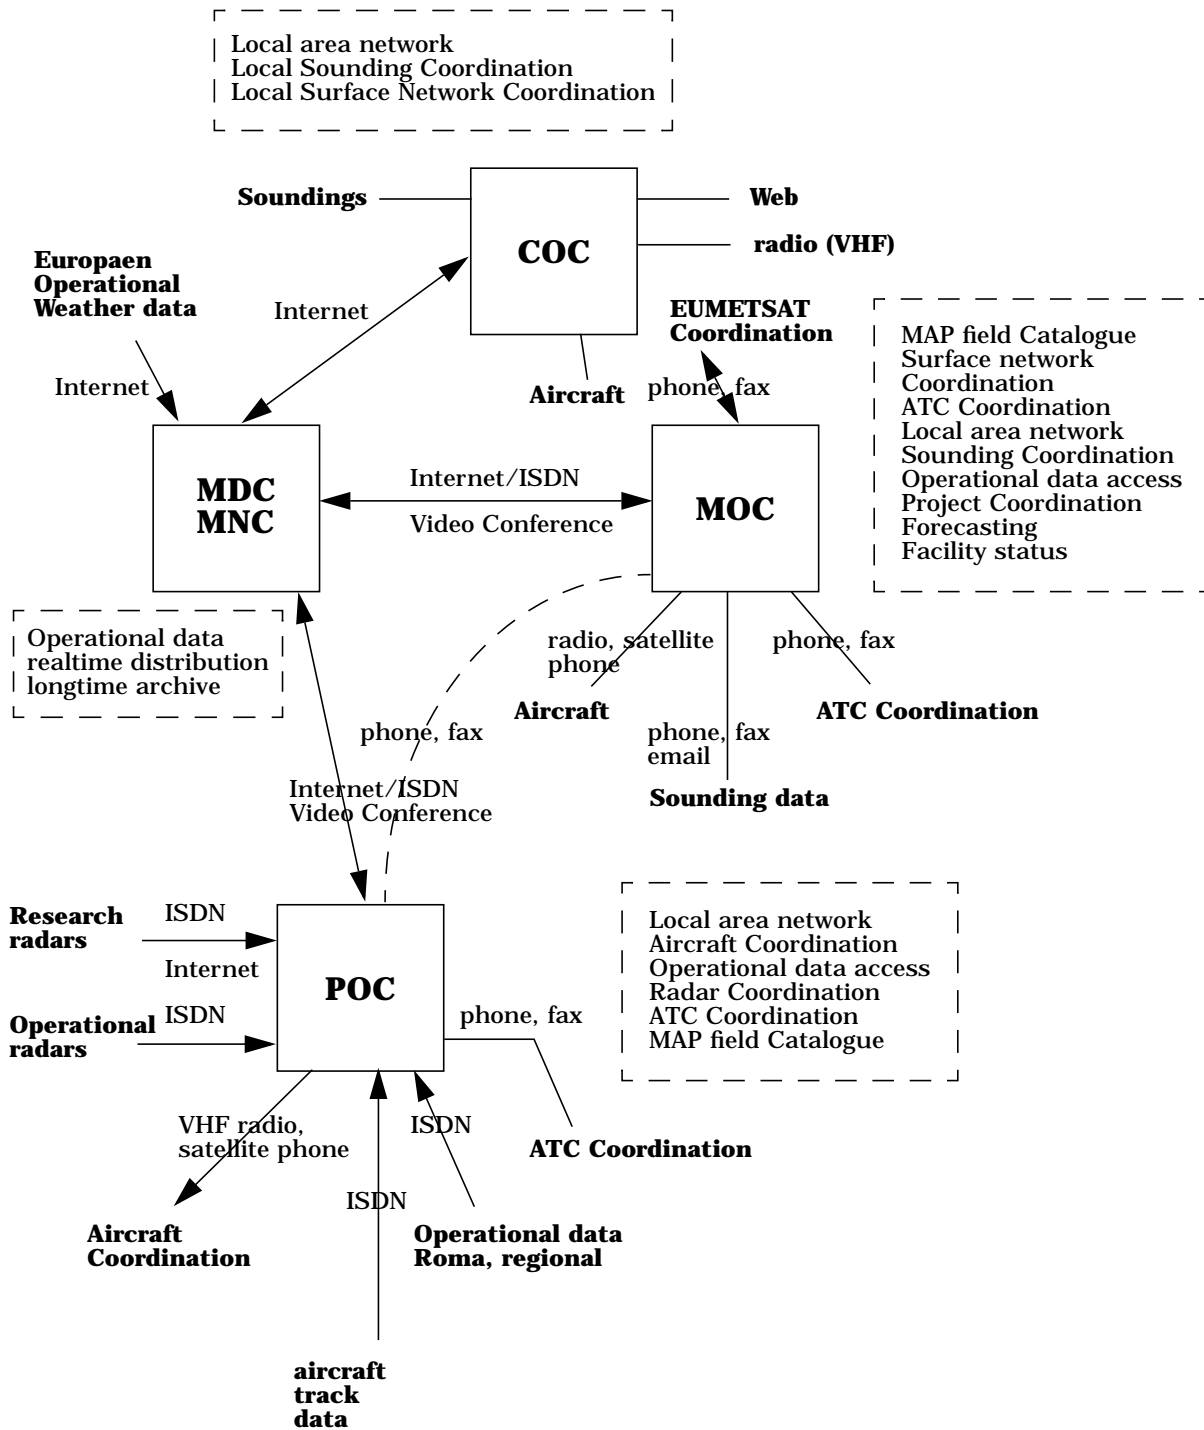 Local area network
Local Sounding Coordination
Local Surface Network Coordination
Soundings
COC
Web
radio (VHF)
Europaen
Operational
Weather data
Internet
Internet
Aircraft
EUMETSAT
Coordination
phone, fax
MAP field Catalogue
Surface network
Coordination
ATC Coordination
Local area network
Sounding Coordination
Operational data access
Project Coordination
Forecasting
Facility status
MDC
MNC
Internet/ISDN
Video Conference
MOC
Operational data
realtime distribution
longtime archive
radio, satellite
phone
phone, fax
Aircraft
ATC Coordination
phone, fax
email
Sounding data
phone, fax
Internet/ISDN
Video Conference
Research
radars
ISDN
Internet
Operational
radars
ISDN
POC
phone, fax
Local area network
Aircraft Coordination
Operational data access
Radar Coordination
ATC Coordination
MAP field Catalogue
VHF radio,
satellite phone
ISDN
ISDN
ATC Coordination
Aircraft
Coordination
Operational data
Roma, regional
aircraft
track
data